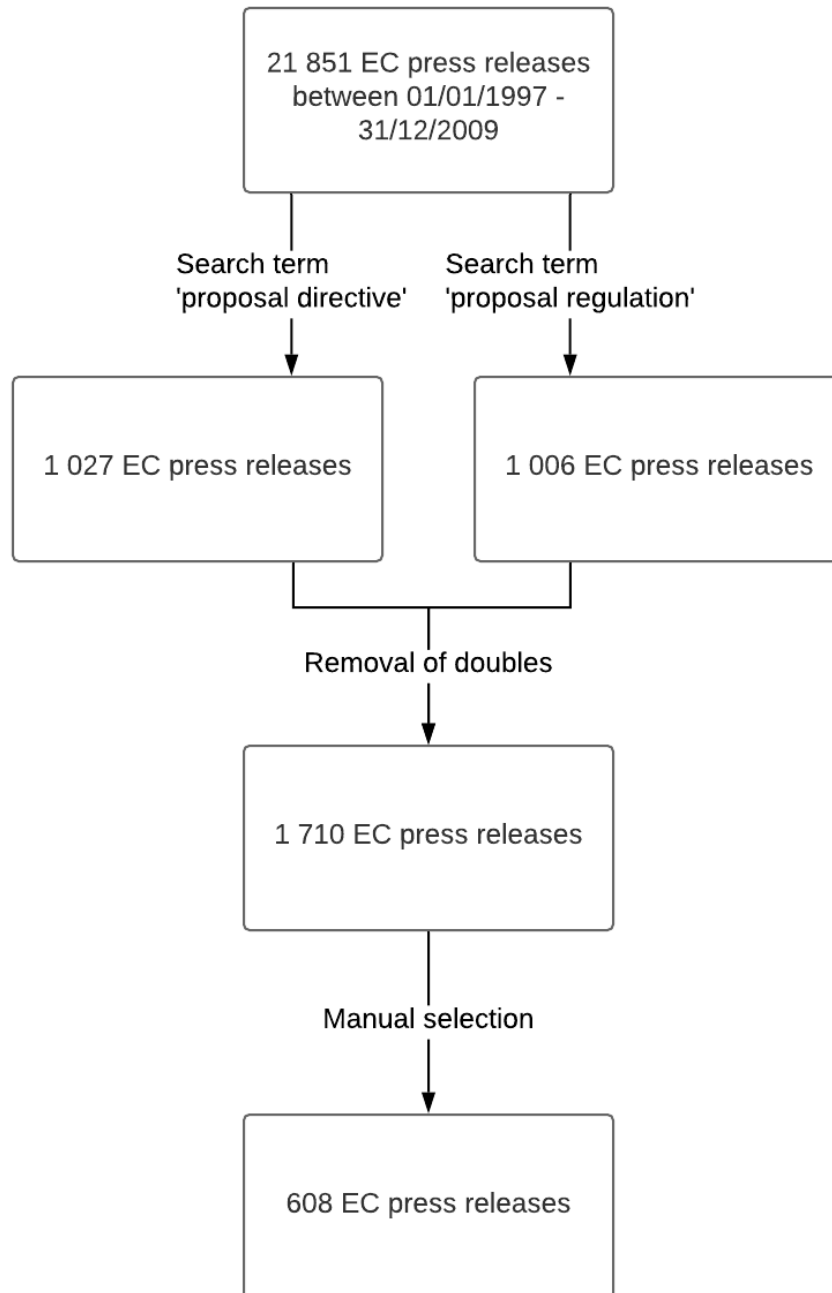 21 851 EC press releases
between 01/01/1997 -
31/12/2009
Search term
'proposal directive'
Search term
'proposal regulation'
1 027 EC press releases
1 006 EC press releases
Removal of doubles
1 710 EC press releases
Manual selection
608 EC press releases